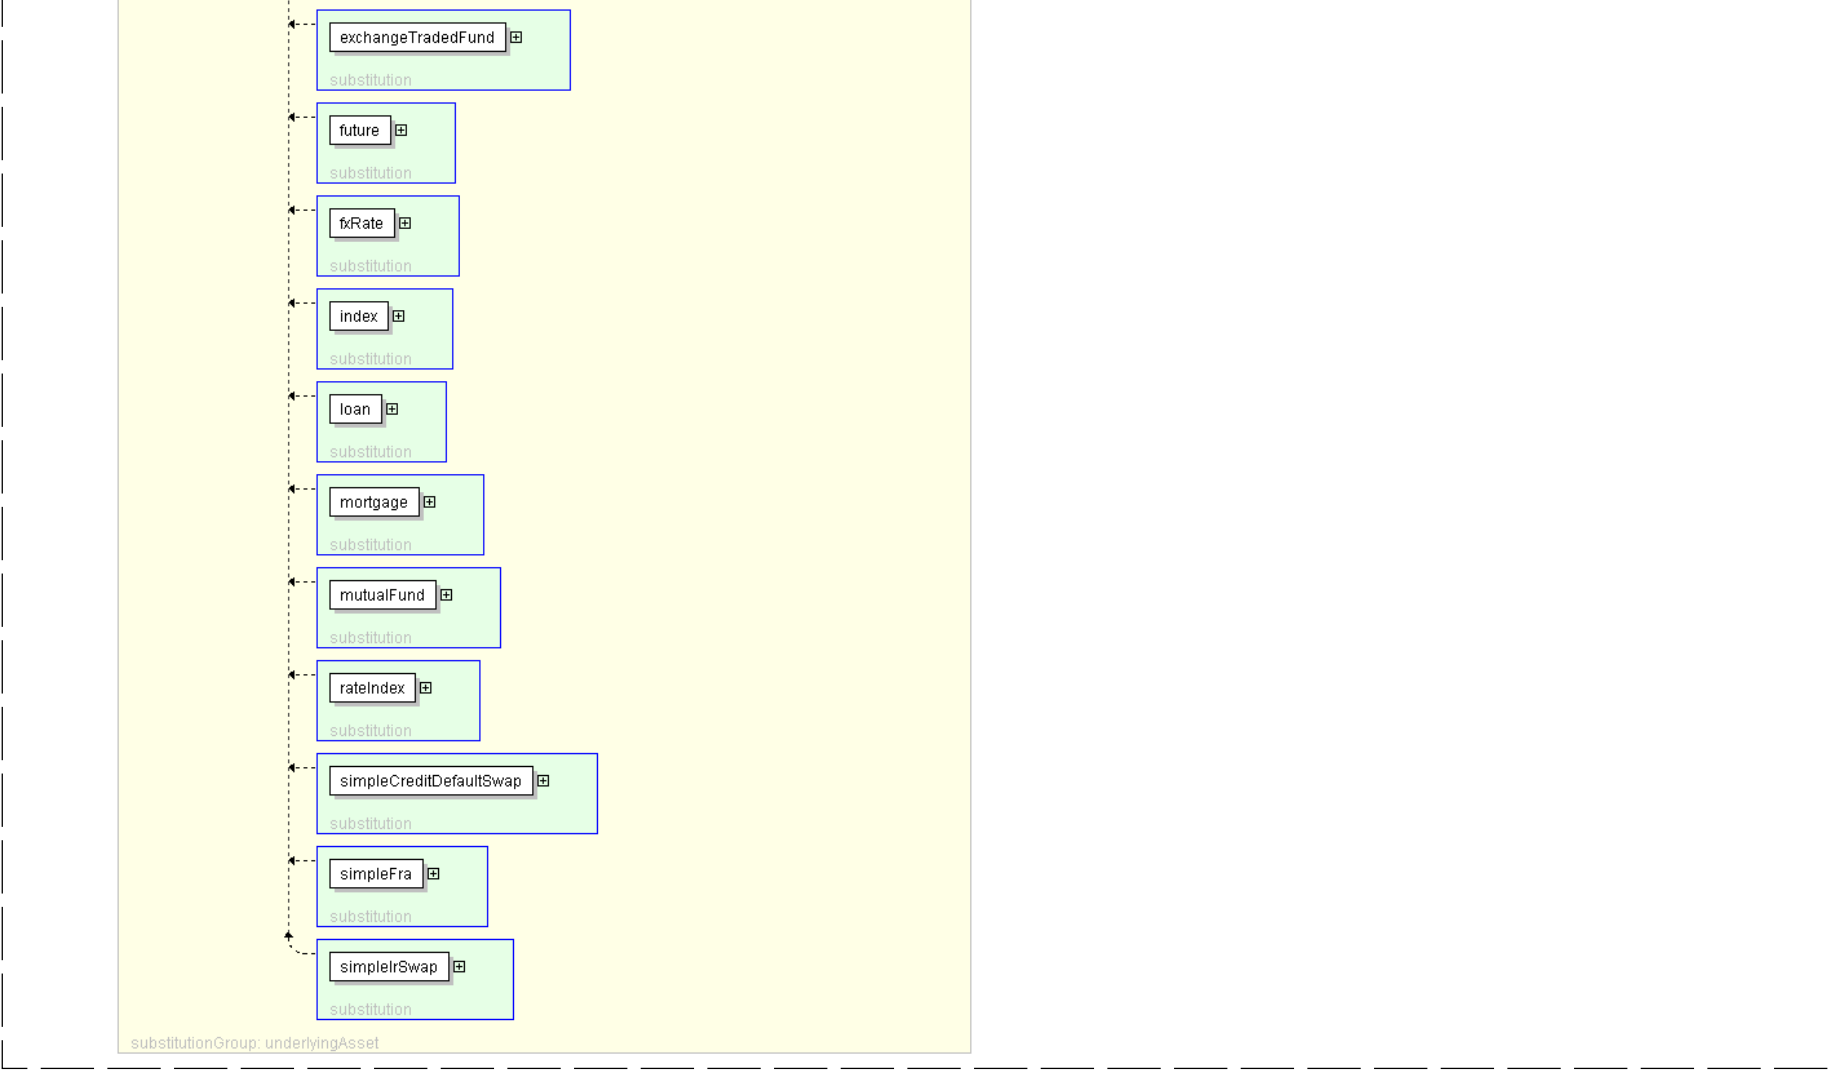 exchangeTradedFund
substitution
future
substitution
fxRate
substitution
index
substitution
loan
substitution
mortgage
substitution
mutualFund
substitution
rateIndex
substitution
simpleCreditDefaultSwap
substitution
simpleFra
substitution
simpleIrSwap
substitution
substitutionGroup: underlyingAsset